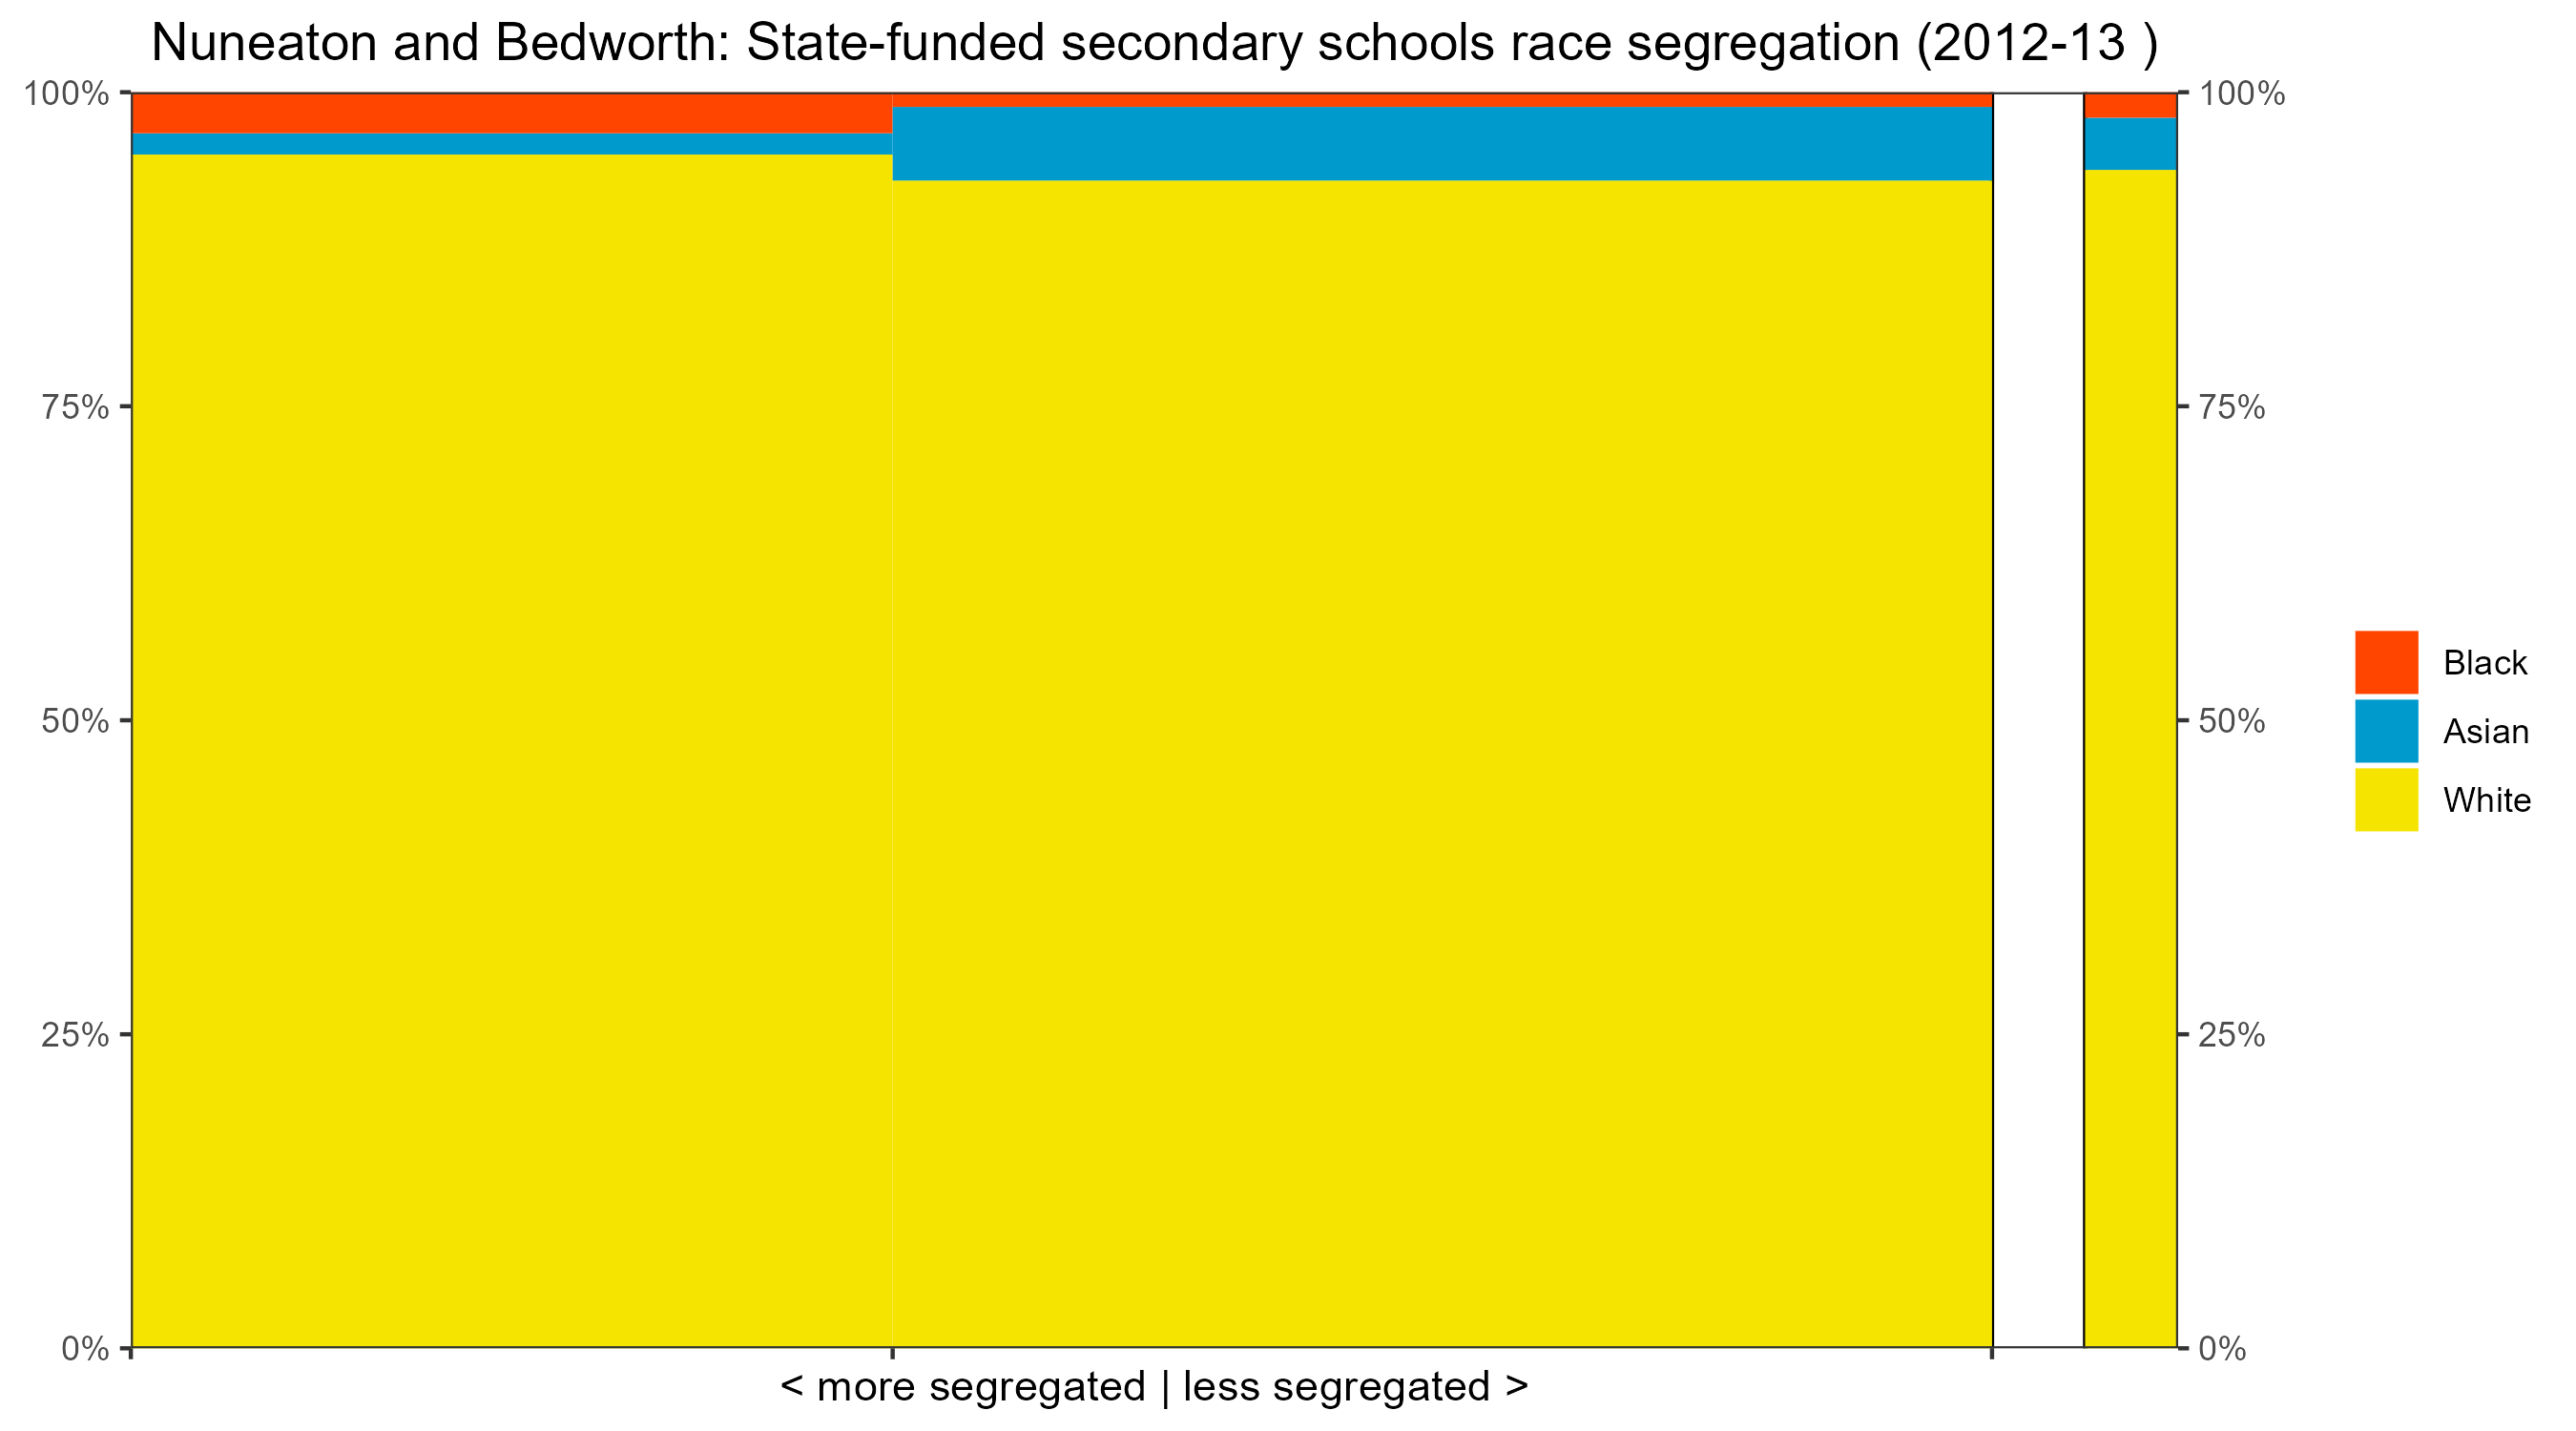 Nuneaton and Bedworth: State-funded secondary schools race segregation (2012-13 )
100%
100%
75%
75%
50%
50%
25%
25%
0%
0%
Black
Asian
White
< more segregated | less segregated >